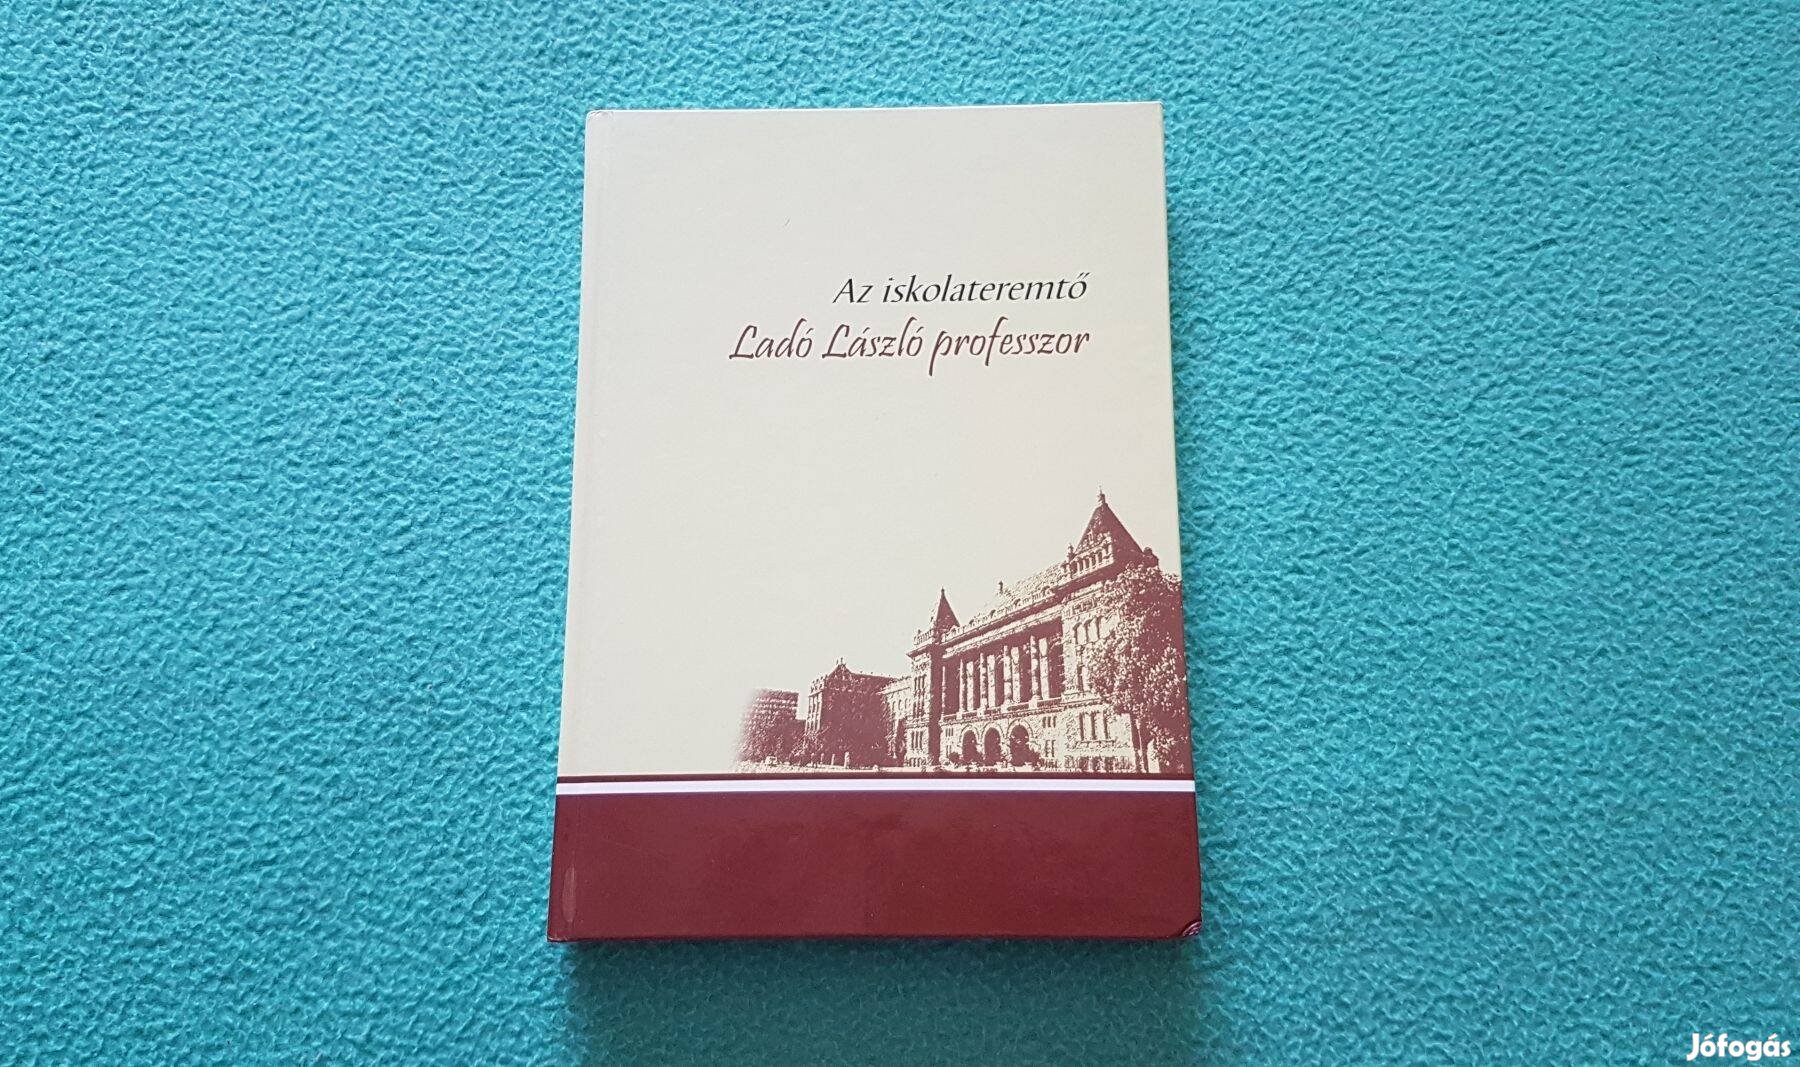 Az iskolateremtő
Ladó László professzor
Jófogás